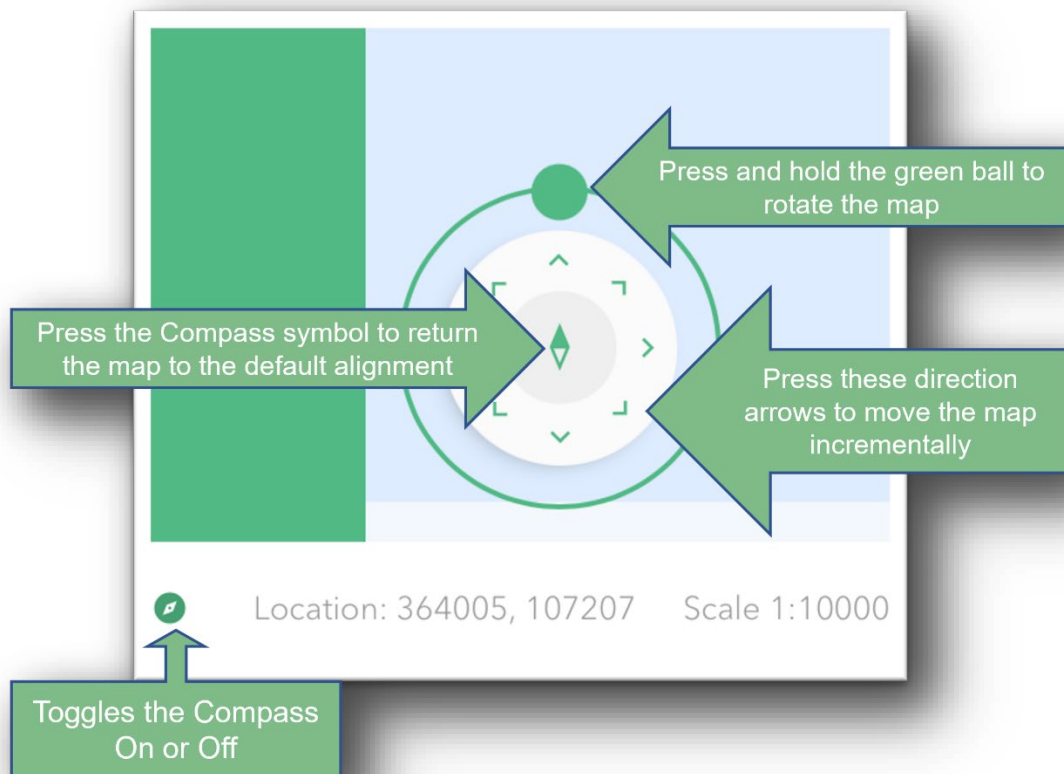 Press and hold the green ball to
rotate the map
Press the Compass symbol to return
the map to the default alignment
Press these direction
arrows to move the map
incrementally
Location: 364005, 107207 Scale 1:10000
Toggles the Compass
On or Off